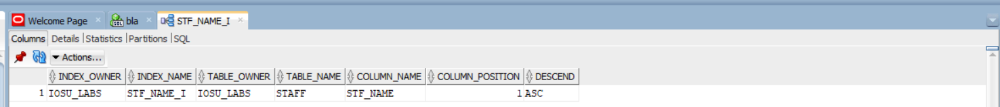 Welcome Page bla STF_NAME_I
Columns Details Statistics Partitions SQL
Actions...
INDEX_OWNER INDEX_NAME TABLE_OWNER TABLE_NAME COLUMN_NAME COLUMN_POSITION DESCEND
1 IOSU_LABS STF_NAME_I IOSU_LABS STAFF STF_NAME 1 ASC